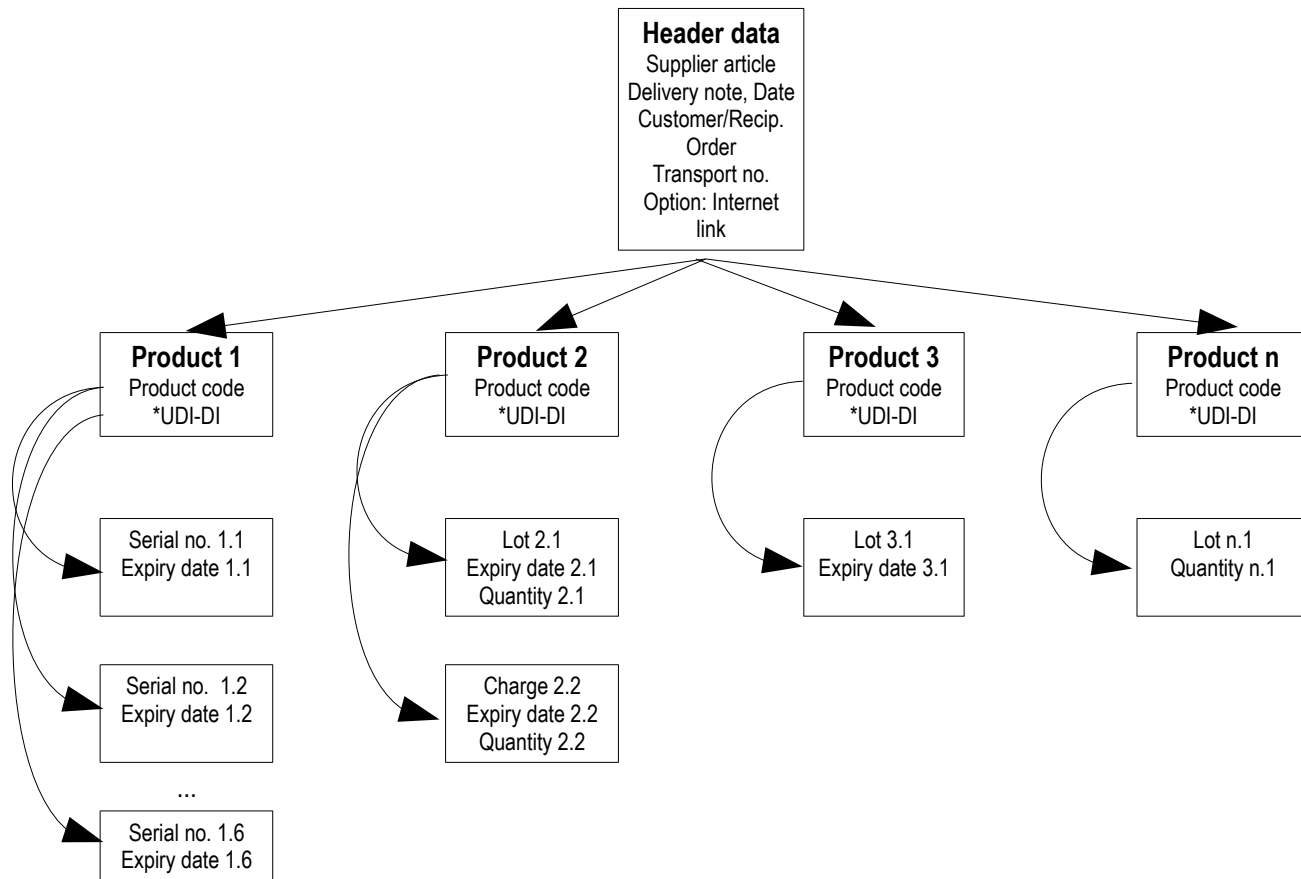 Header data
Supplier article
Delivery note, Date
Customer/Recip.
Order
Transport no.
Option: Internet
link
Product 1
Product code
*UDI-DI
Product 2
Product code
*UDI-DI
Product 3
Product code
*UDI-DI
Product n
Product code
*UDI-DI
Serial no. 1.1
Expiry date 1.1
Lot 2.1
Expiry date 2.1
Quantity 2.1
Lot 3.1
Expiry date 3.1
Lot n.1
Quantity n.1
Serial no.  1.2
Expiry date 1.2
Charge 2.2
Expiry date 2.2
Quantity 2.2
...
Serial no. 1.6
Expiry date 1.6